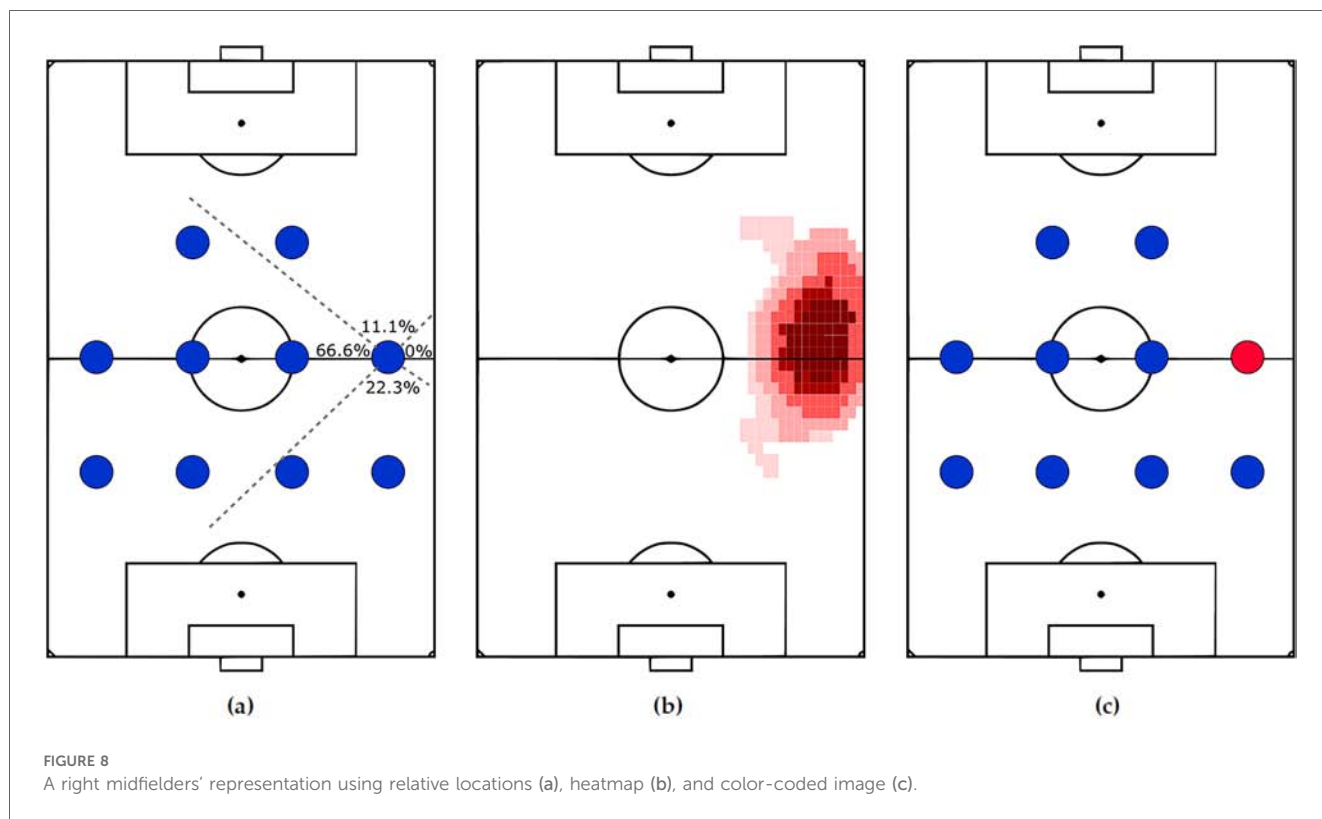 11.1%
66.6%
0%
22.3%
(a)
(b)
(c)
FIGURE 8
A right midfielders' representation using relative locations (a), heatmap (b), and color-coded image (c).